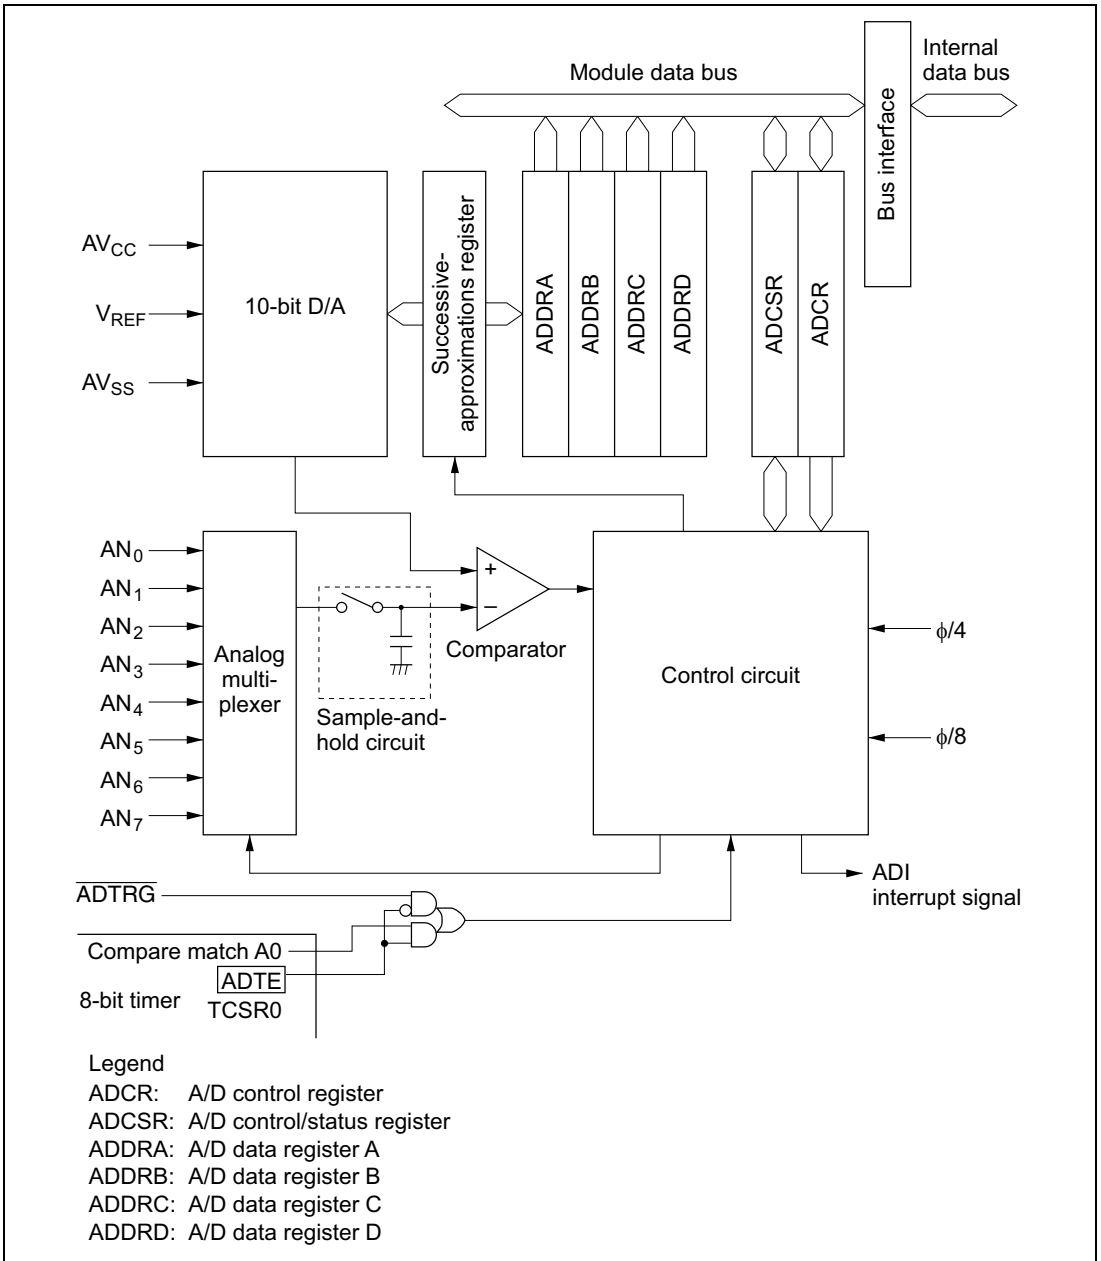 Internal
data bus
Module data bus
Bus interface
AVCC
VREF
AVSS
10-bit D/A
Successive-
approximations register
ADDRA
ADDRB
ADDRC
ADDRD
ADCSR
ADCR
AN0
AN1
AN2
AN3
AN4
AN5
AN6
AN7
Analog
multi-
plexer
Sample-and-
hold circuit
+
−
Comparator
Control circuit
ϕ/4
ϕ/8
ADI
interrupt signal
ADTRG
Compare match A0
ADTE
8-bit timer
TCSR0
Legend
ADCR: A/D control register
ADCSR: A/D control/status register
ADDRA: A/D data register A
ADDRB: A/D data register B
ADDRC: A/D data register C
ADDRD: A/D data register D